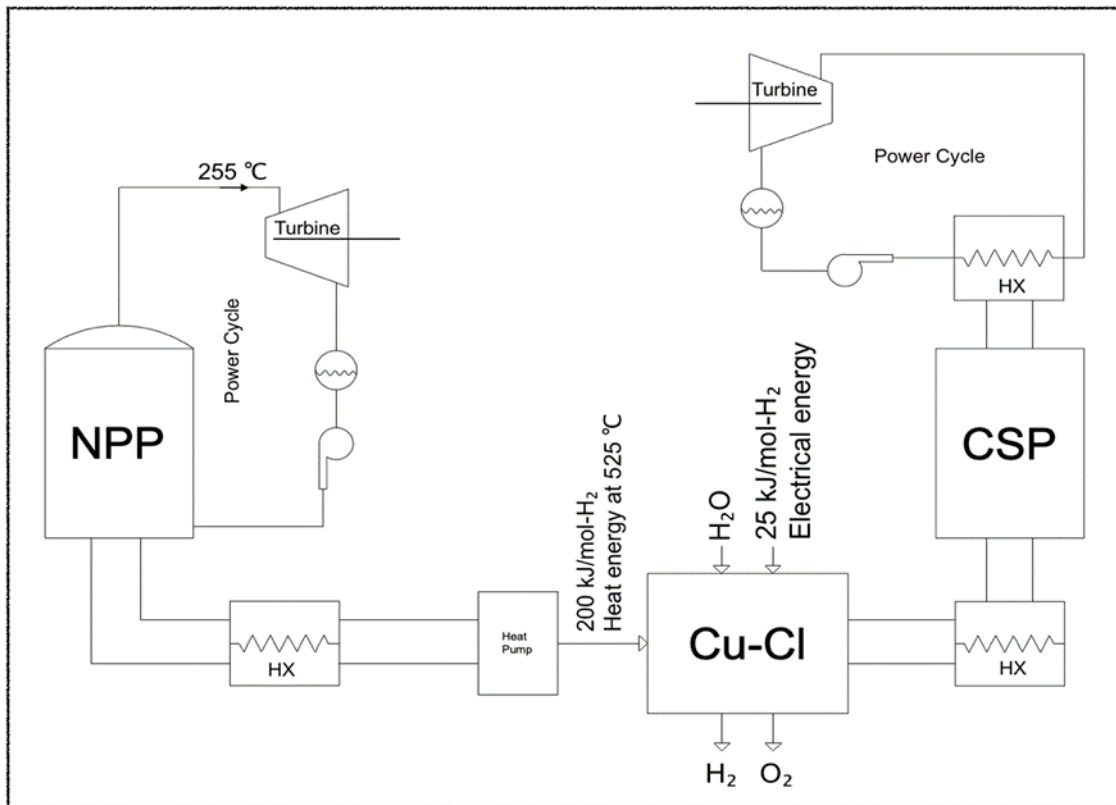 Turbine
Power Cycle
255 ℃
Turbine
Power Cycle
HX
NPP
CSP
200 kJ/mol-H₂
Heat energy at 525 ℃
H₂O
25 kJ/mol-H₂
Electrical energy
Heat
Pump
Cu-Cl
HX
HX
H₂
O₂